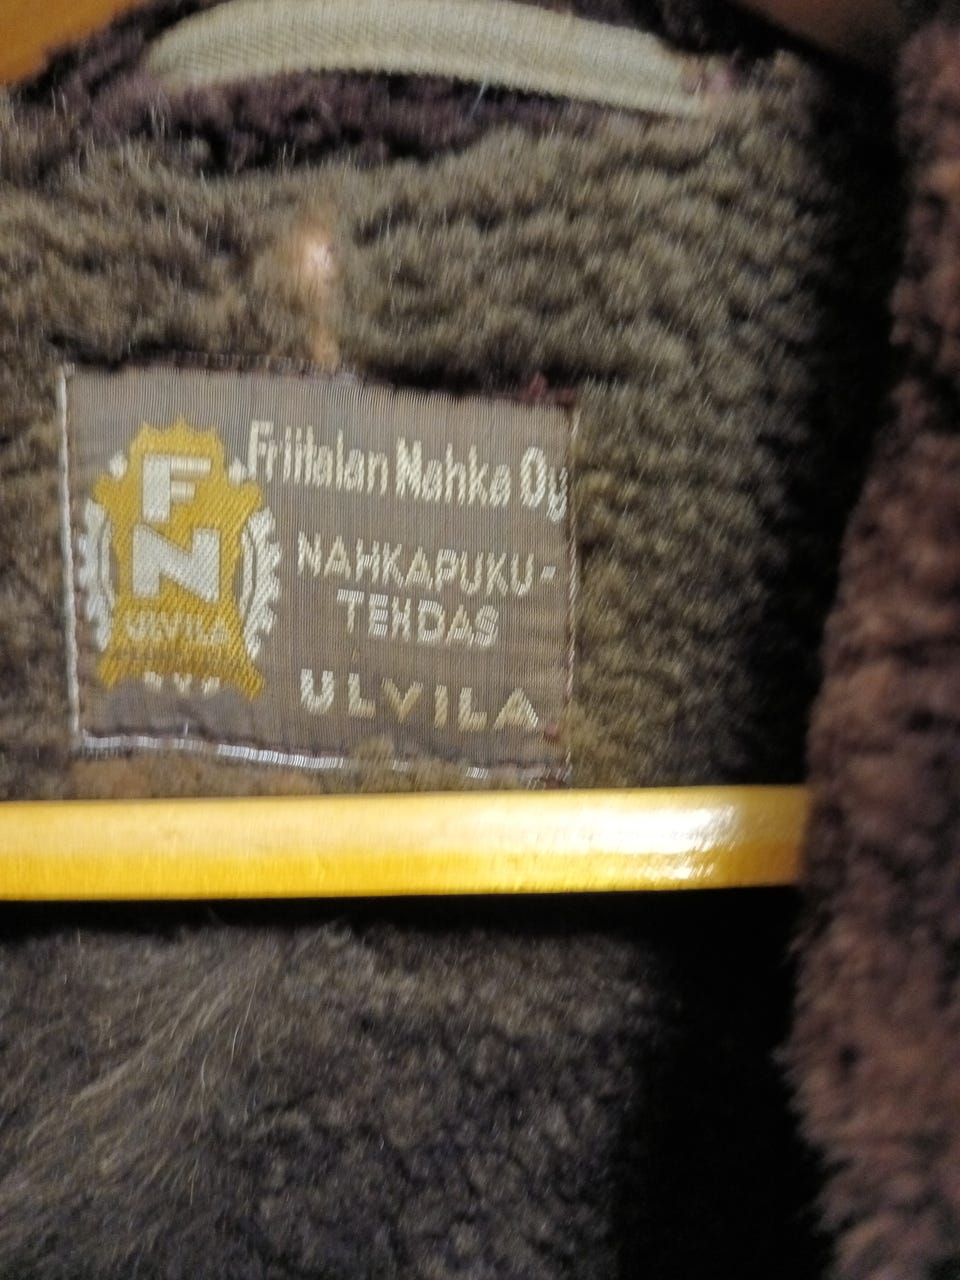 F
N
ULVILA
Friitalan Nahka Oy
NAHKAPUKU-
TEHDAS
ULVILA